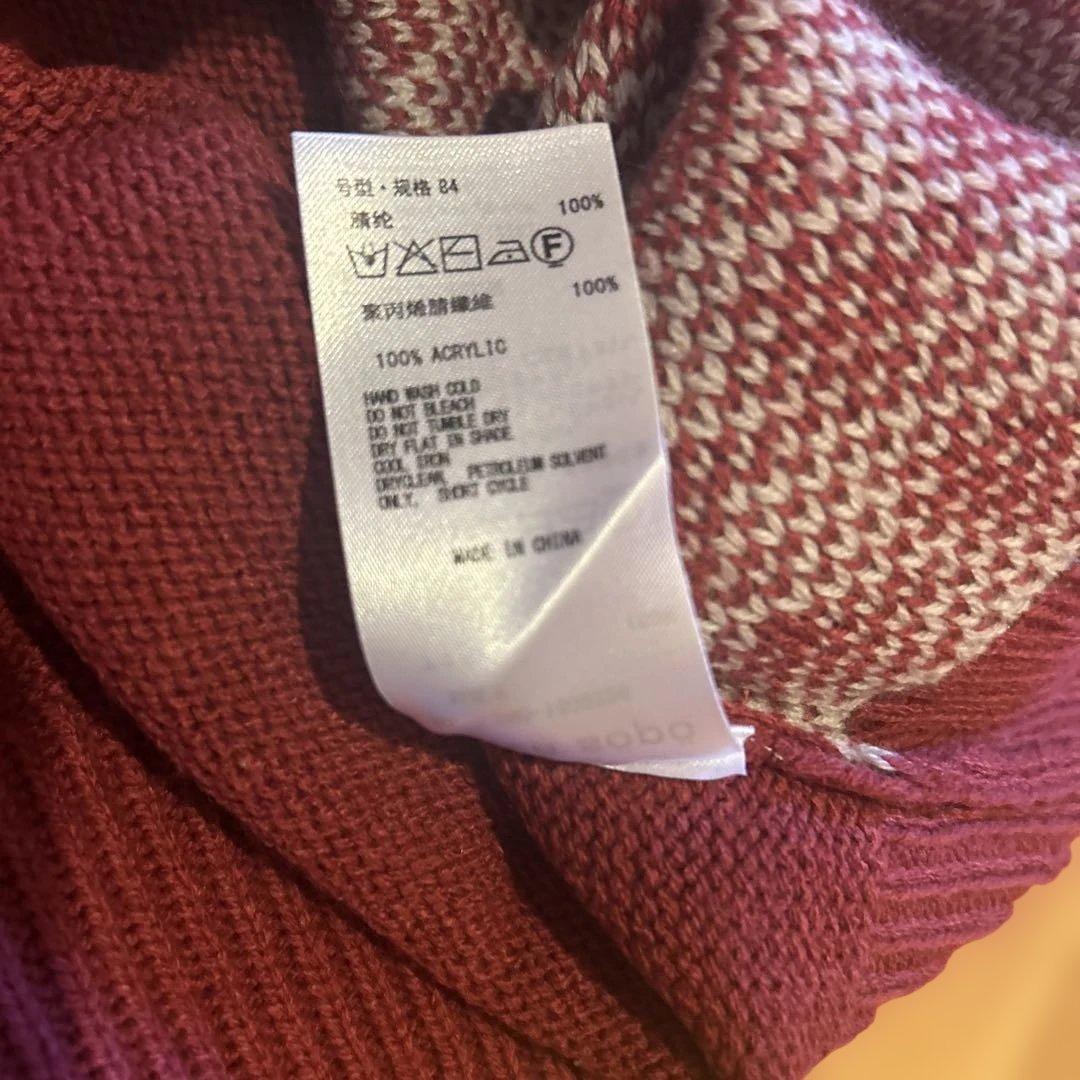 号型・规格 84
腈纶 100%
F
聚丙烯腈纖維 100%
100% ACRYLIC
HAND WASH COLD
DO NOT BLEACH
DO NOT TUMBLE DRY
DRY FLAT IN SHADE
COOL IRON
DRYCLEAN, PETROLEUM SOLVENT
ONLY, SHORT CYCLE
MADE IN CHINA